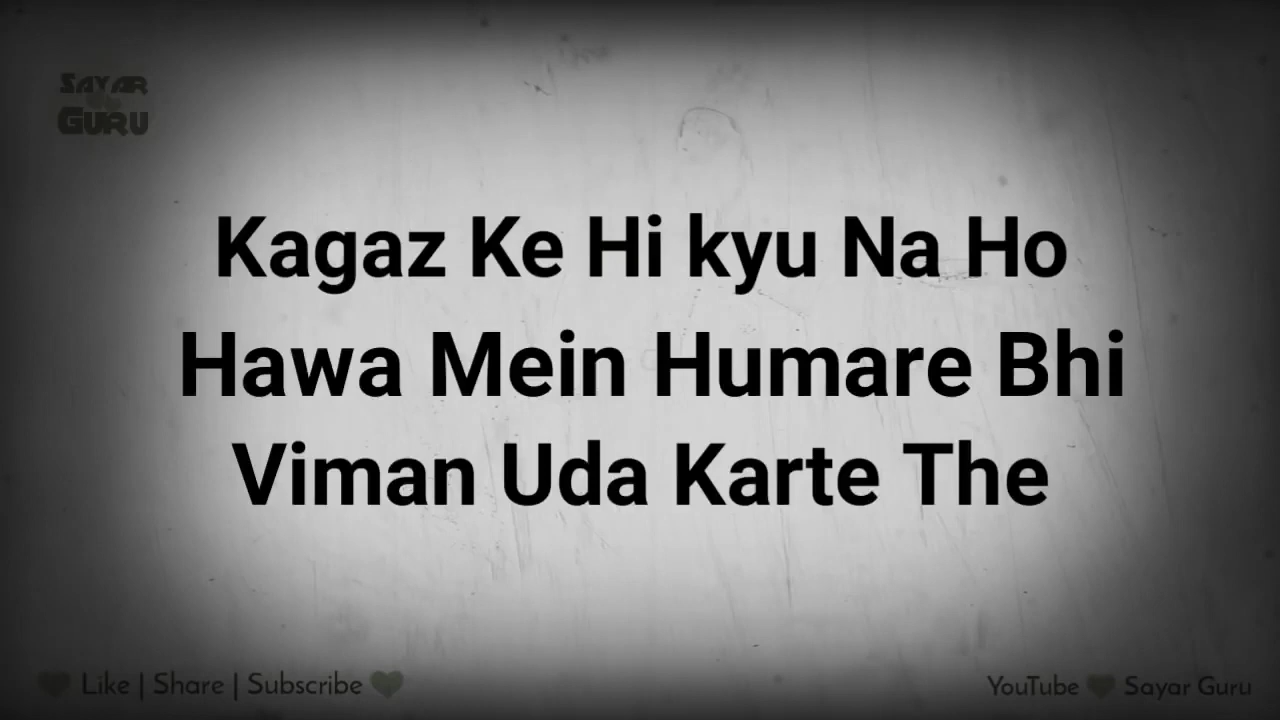 SAYAR
GURU
Kagaz Ke Hi kyu Na Ho
Hawa Mein Humare Bhi
Viman Uda Karte The
Like | Share | Subscribe
YouTube Sayar Guru